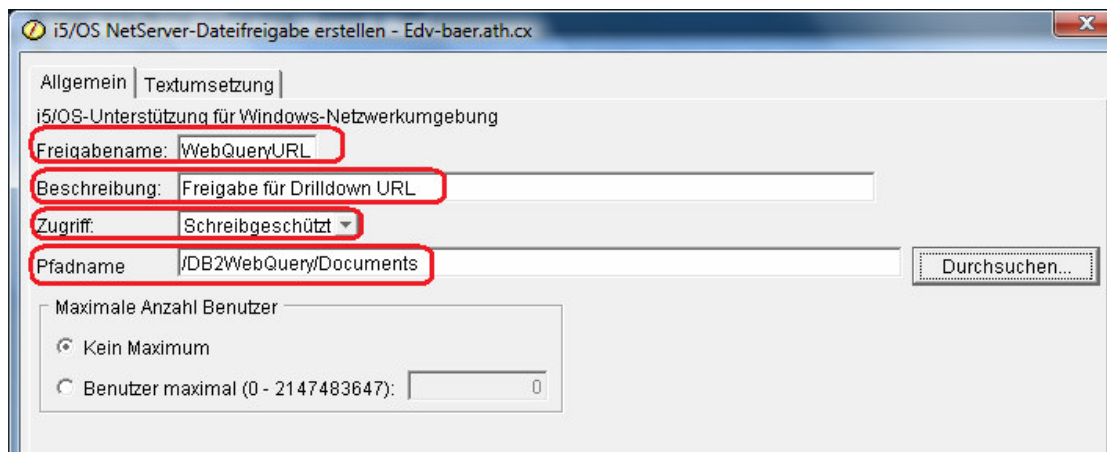 i5/OS NetServer-Dateifreigabe erstellen - Edv-baer.ath.cx
Allgemein Textumsetzung
i5/OS-Unterstützung für Windows-Netzwerkumgebung
Freigabename: WebQueryURL
Beschreibung: Freigabe für Drilldown URL
Zugriff: Schreibgeschützt
Pfadname /DB2WebQuery/Documents Durchsuchen...
Maximale Anzahl Benutzer
Kein Maximum
Benutzer maximal (0 - 2147483647): 0